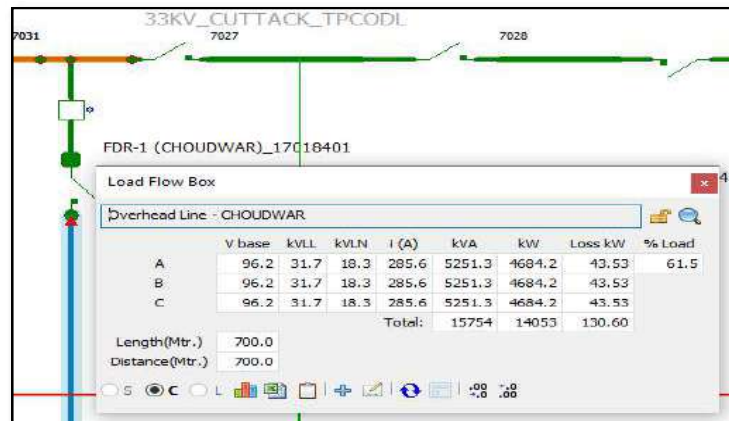 33KV_CUTTACK_TPCODL
7031 7027 7028
FDR-1 (CHOUDWAR)_17018401
Load Flow Box
Overhead Line - CHOUDWAR
V base kVLL kVLN i (A) kVA kW Loss kW % Load
A 96.2 31.7 18.3 285.6 5251.3 4684.2 43.53 61.5
B 96.2 31.7 18.3 285.6 5251.3 4684.2 43.53
C 96.2 31.7 18.3 285.6 5251.3 4684.2 43.53
Total: 15754 14053 130.60
Length(Mtr.) 700.0
Distance(Mtr.) 700.0
S C L